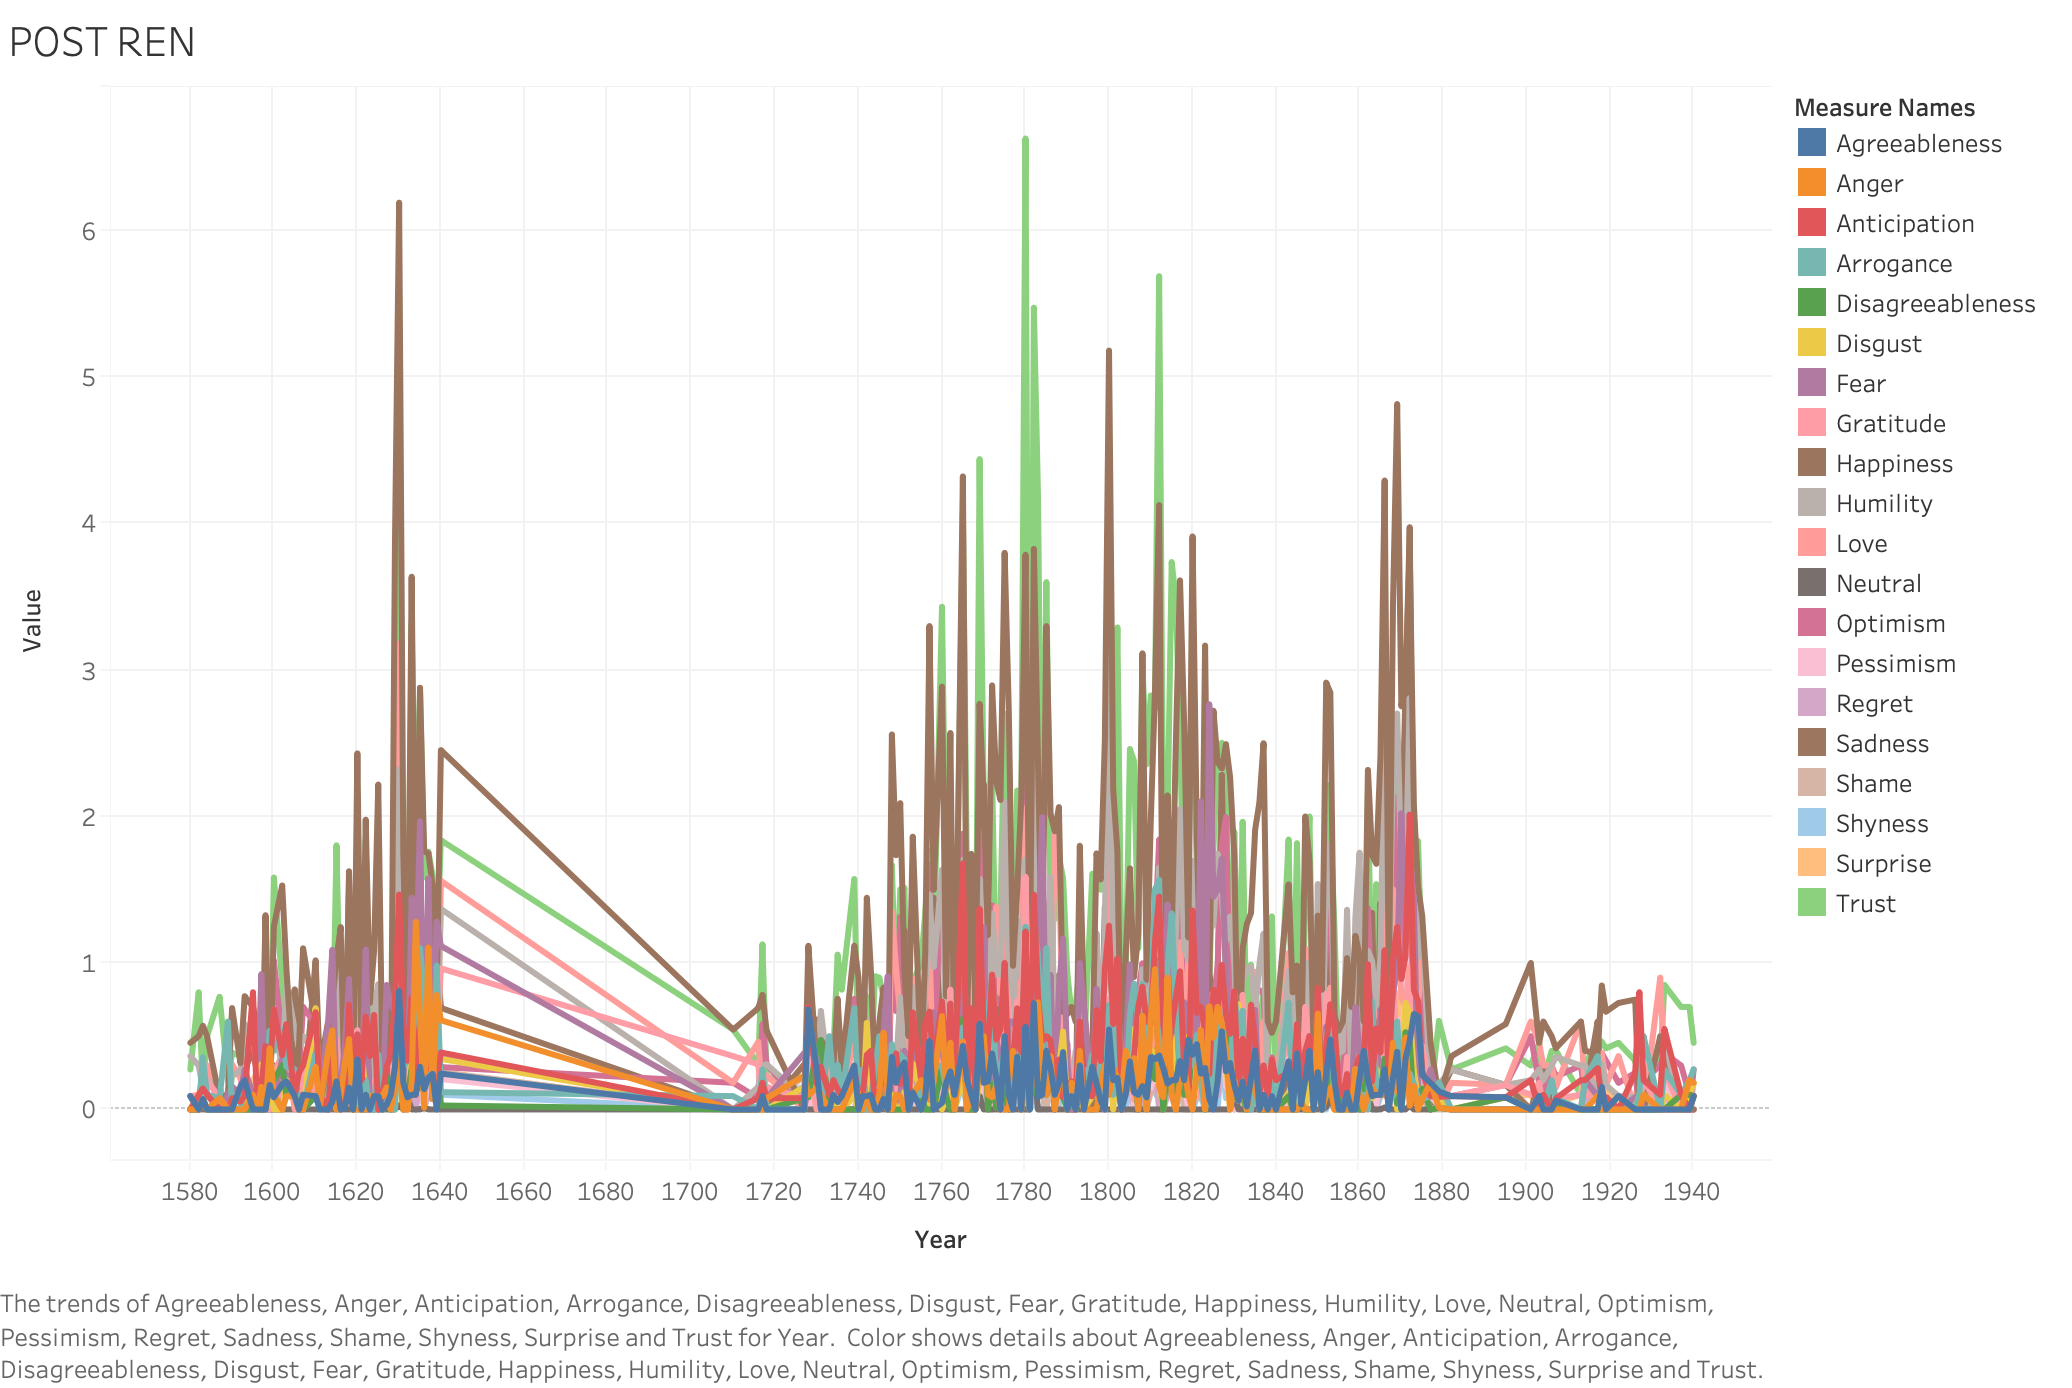 POST REN
Measure Names
Agreeableness
Anger
Anticipation
Arrogance
Disagreeableness
Disgust
Fear
Gratitude
Happiness
Humility
Love
Neutral
Optimism
Pessimism
Regret
Sadness
Shame
Shyness
Surprise
Trust
Value
6
5
4
3
2
1
0
1580 1600 1620 1640 1660 1680 1700 1720 1740 1760 1780 1800 1820 1840 1860 1880 1900 1920 1940
Year
The trends of Agreeableness, Anger, Anticipation, Arrogance, Disagreeableness, Disgust, Fear, Gratitude, Happiness, Humility, Love, Neutral, Optimism,
Pessimism, Regret, Sadness, Shame, Shyness, Surprise and Trust for Year.  Color shows details about Agreeableness, Anger, Anticipation, Arrogance,
Disagreeableness, Disgust, Fear, Gratitude, Happiness, Humility, Love, Neutral, Optimism, Pessimism, Regret, Sadness, Shame, Shyness, Surprise and Trust.